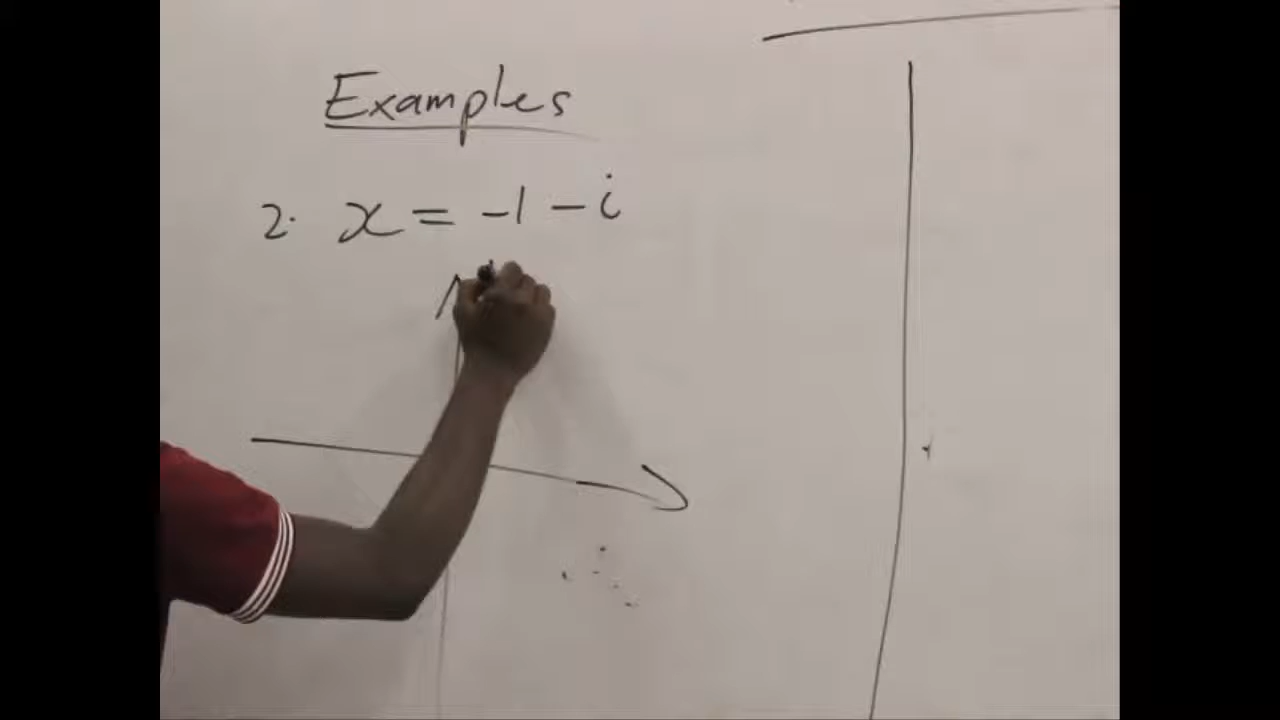 Examples
2. x = -1 - i